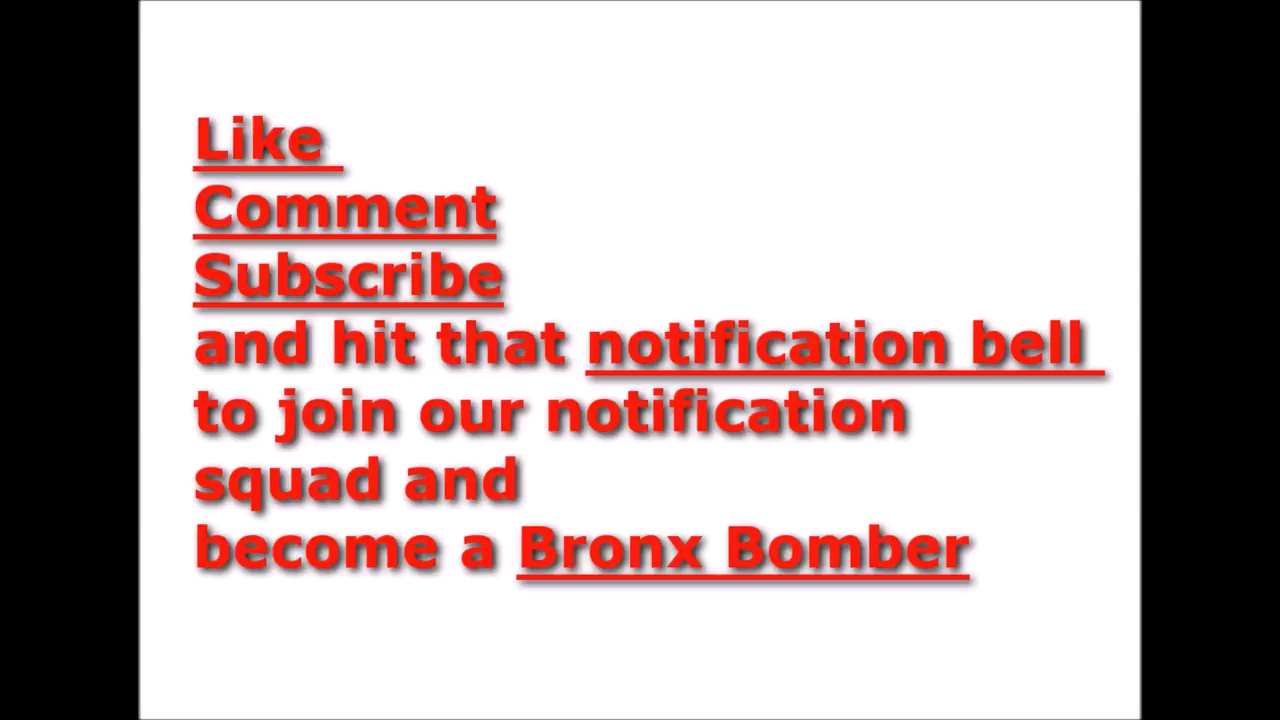 Like
Comment
Subscribe
and hit that notification bell
to join our notification
squad and
become a Bronx Bomber